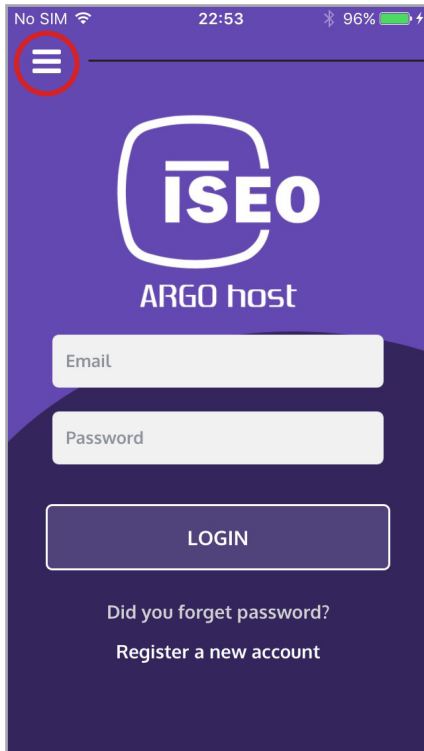 No SIM 22:53 96%
ISEO
ARGO host
Email
Password
LOGIN
Did you forget password?
Register a new account